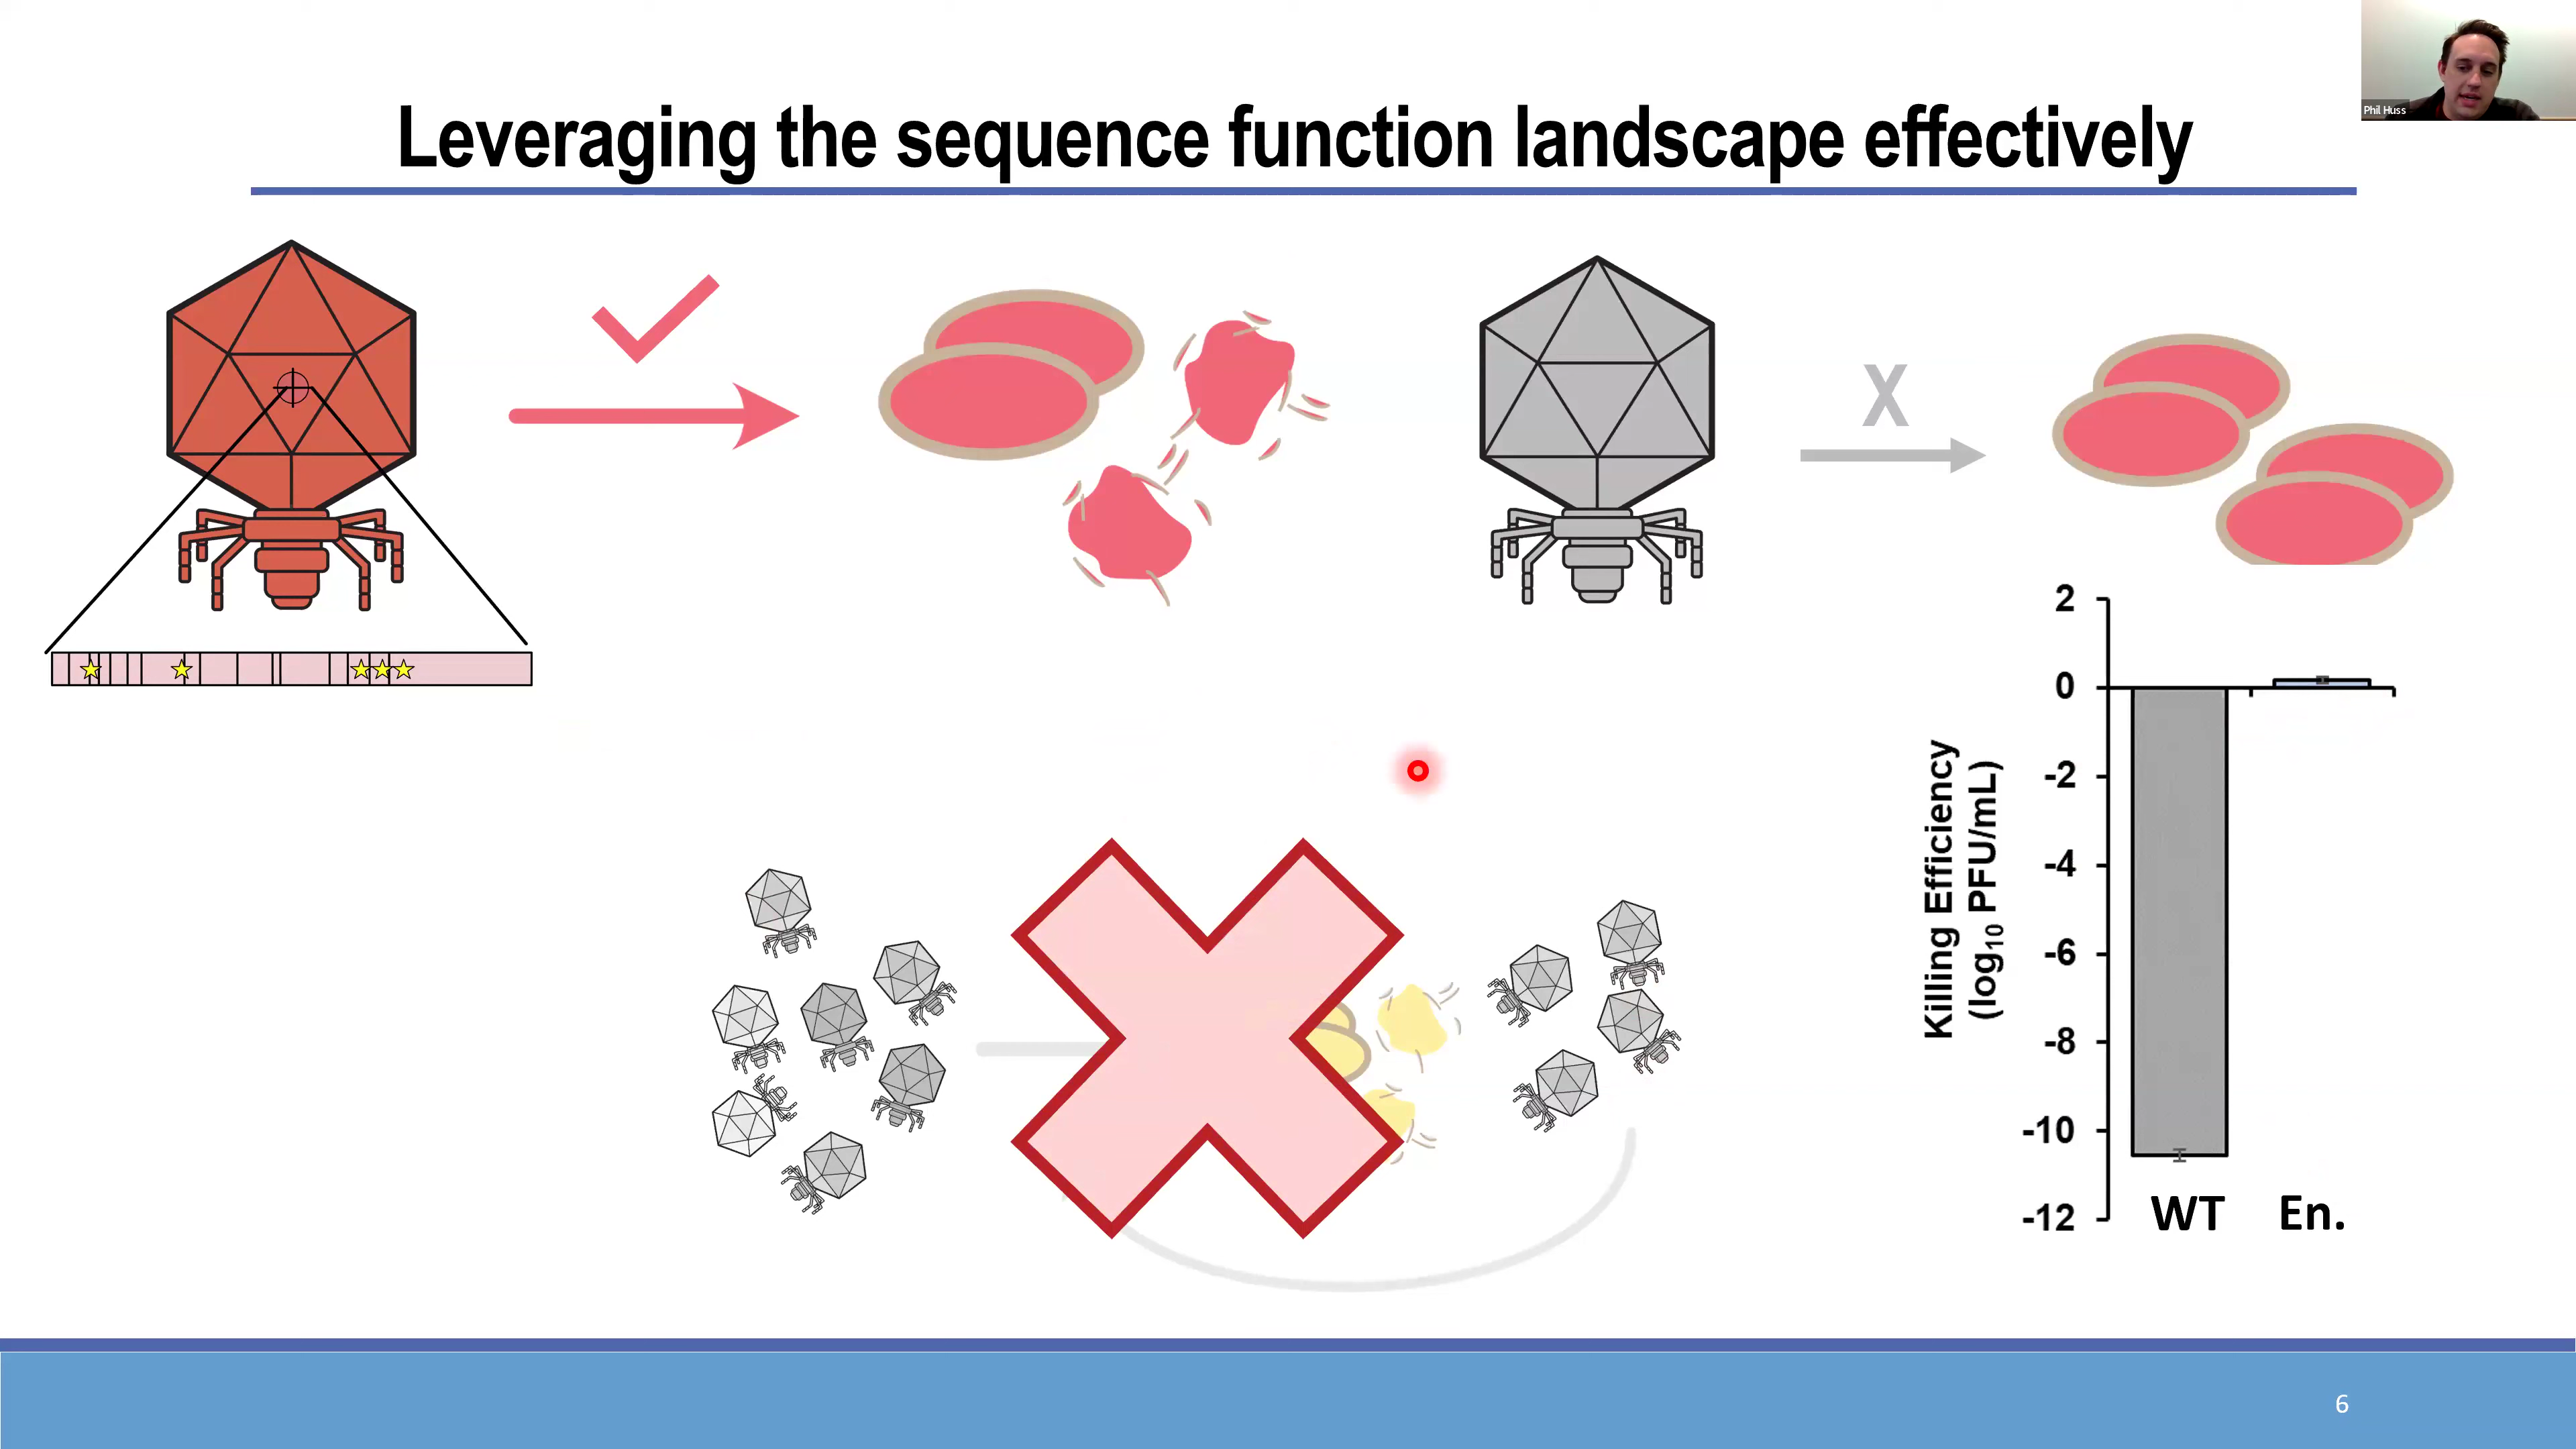 Phil Huss
Leveraging the sequence function landscape effectively
X
2
0
-2
-4
-6
-8
-10
-12
Killing Efficiency
(log10 PFU/mL)
WT
En.
6